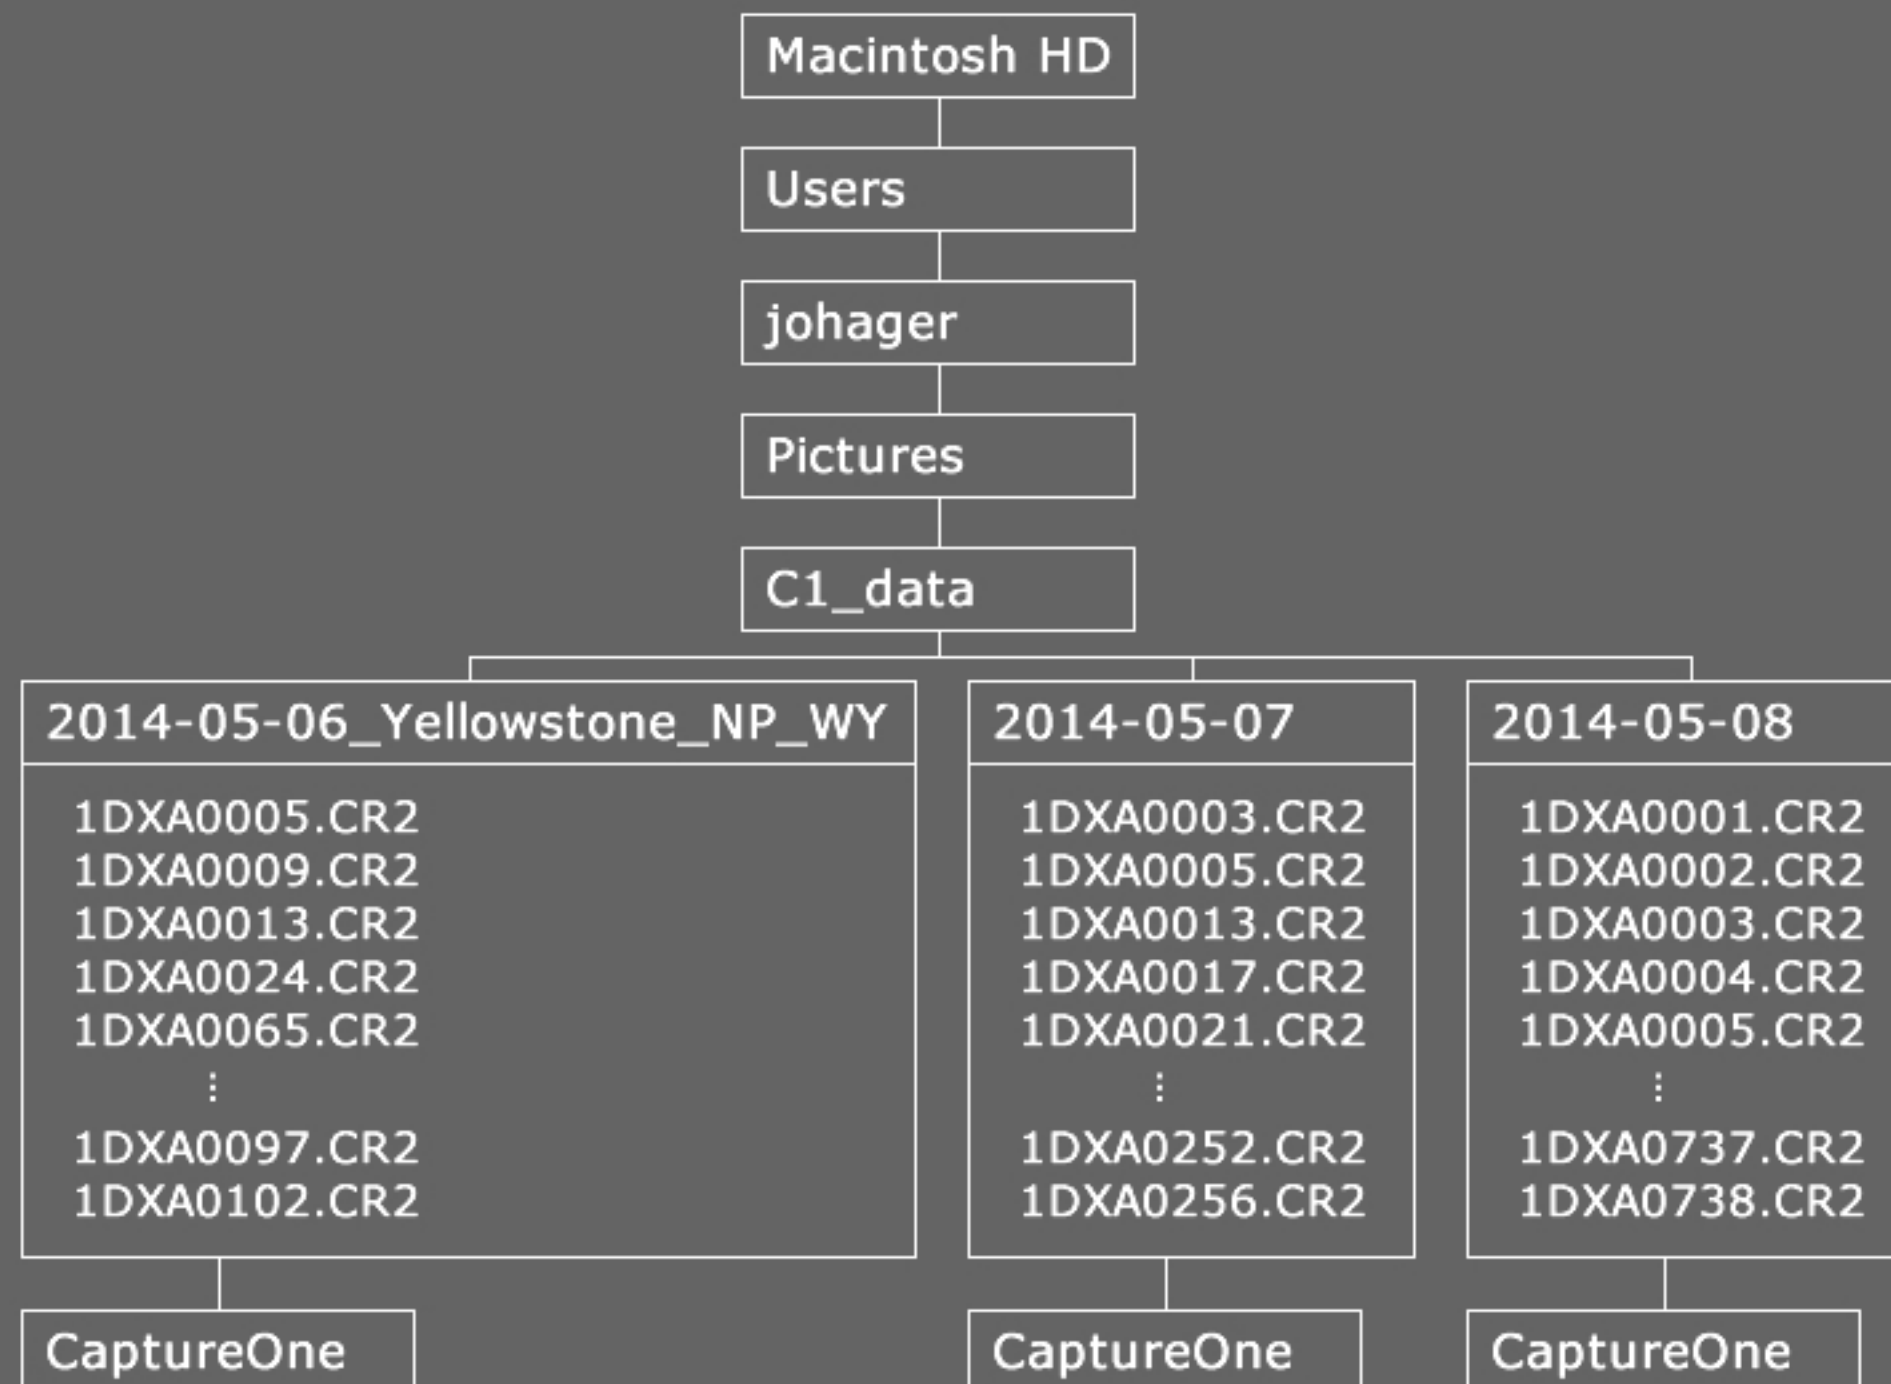 Macintosh HD
Users
johager
Pictures
C1_data
2014-05-06_Yellowstone_NP_WY
1DXA0005.CR2
1DXA0009.CR2
1DXA0013.CR2
1DXA0024.CR2
1DXA0065.CR2
⋮
1DXA0097.CR2
1DXA0102.CR2
CaptureOne
2014-05-07
1DXA0003.CR2
1DXA0005.CR2
1DXA0013.CR2
1DXA0017.CR2
1DXA0021.CR2
⋮
1DXA0252.CR2
1DXA0256.CR2
CaptureOne
2014-05-08
1DXA0001.CR2
1DXA0002.CR2
1DXA0003.CR2
1DXA0004.CR2
1DXA0005.CR2
⋮
1DXA0737.CR2
1DXA0738.CR2
CaptureOne